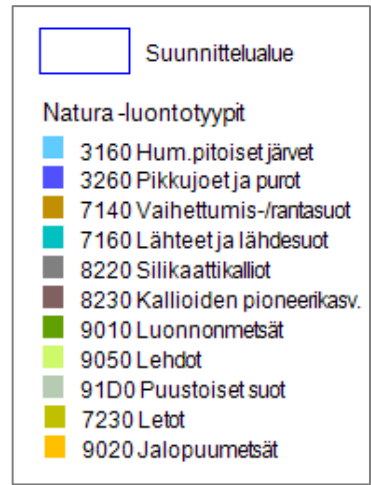 Suunnittelualue
Natura -luontotyypit
3160 Hum.pitoiset järvet
3260 Pikkujoet ja purot
7140 Vaihettumis-/rantasuot
7160 Lähteet ja lähdesuot
8220 Silikaattikalliot
8230 Kallioiden pioneerikasv.
9010 Luonnonmetsät
9050 Lehdot
91D0 Puustoiset suot
7230 Letot
9020 Jalopuumetsät